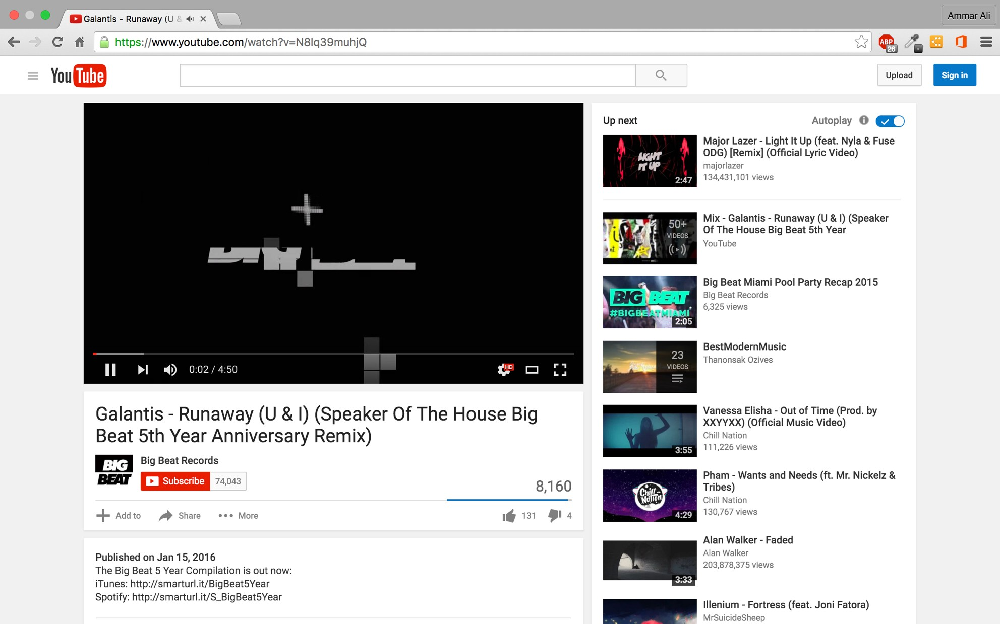 Galantis - Runaway (U &
Ammar Ali
https://www.youtube.com/watch?v=N8lq39muhjQ
ABP
26
YouTube
Upload
Sign in
0:02 / 4:50
HD
Galantis - Runaway (U & I) (Speaker Of The House Big
Beat 5th Year Anniversary Remix)
BIG
BEAT
Big Beat Records
Subscribe
74,043
8,160
Add to
Share
More
131
4
Published on Jan 15, 2016
The Big Beat 5 Year Compilation is out now:
iTunes: http://smarturl.it/BigBeat5Year
Spotify: http://smarturl.it/S_BigBeat5Year
Up next
Autoplay
LIGHT
IT UP
2:47
Major Lazer - Light It Up (feat. Nyla & Fuse
ODG) [Remix] (Official Lyric Video)
majorlazer
134,431,101 views
50+
VIDEOS
Mix - Galantis - Runaway (U & I) (Speaker
Of The House Big Beat 5th Year
YouTube
BIG BEAT
#BIGBEATMIAMI
2:05
Big Beat Miami Pool Party Recap 2015
Big Beat Records
6,325 views
23
VIDEOS
BestModernMusic
Thanonsak Ozives
3:55
Vanessa Elisha - Out of Time (Prod. by
XXYYXX) (Official Music Video)
Chill Nation
111,226 views
Chill
Nation
4:29
Pham - Wants and Needs (ft. Mr. Nickelz &
Tribes)
Chill Nation
130,767 views
3:33
Alan Walker - Faded
Alan Walker
203,878,375 views
Illenium - Fortress (feat. Joni Fatora)
MrSuicideSheep